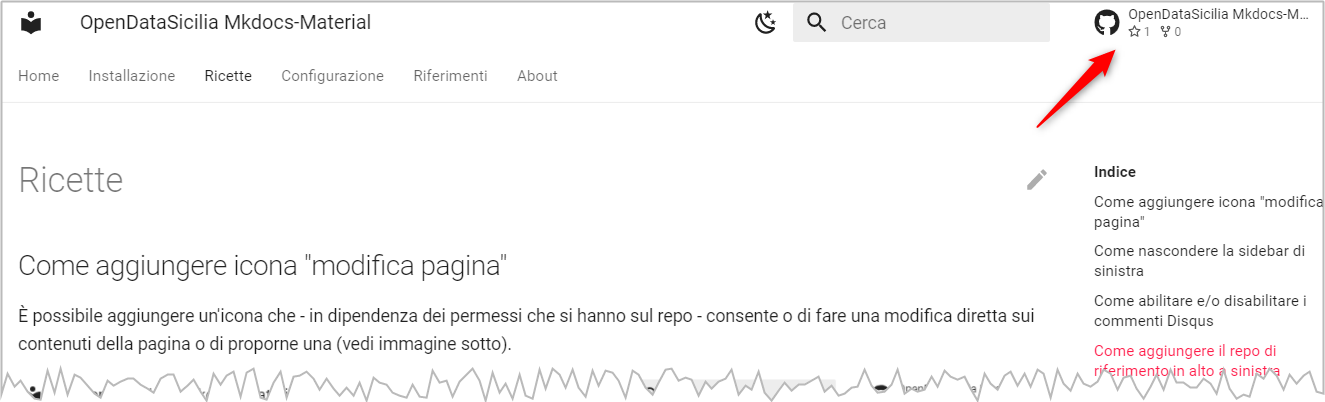 OpenDataSicilia Mkdocs-Material
Cerca
OpenDataSicilia Mkdocs-M...
1 0
Home Installazione Ricette Configurazione Riferimenti About
Ricette
Come aggiungere icona "modifica pagina"
È possibile aggiungere un'icona che - in dipendenza dei permessi che si hanno sul repo - consente o di fare una modifica diretta sui
contenuti della pagina o di proporne una (vedi immagine sotto).
Indice
Come aggiungere icona "modifica
pagina"
Come nascondere la sidebar di
sinistra
Come abilitare e/o disabilitare i
commenti Disqus
Come aggiungere il repo di
riferimento in alto a sinistra